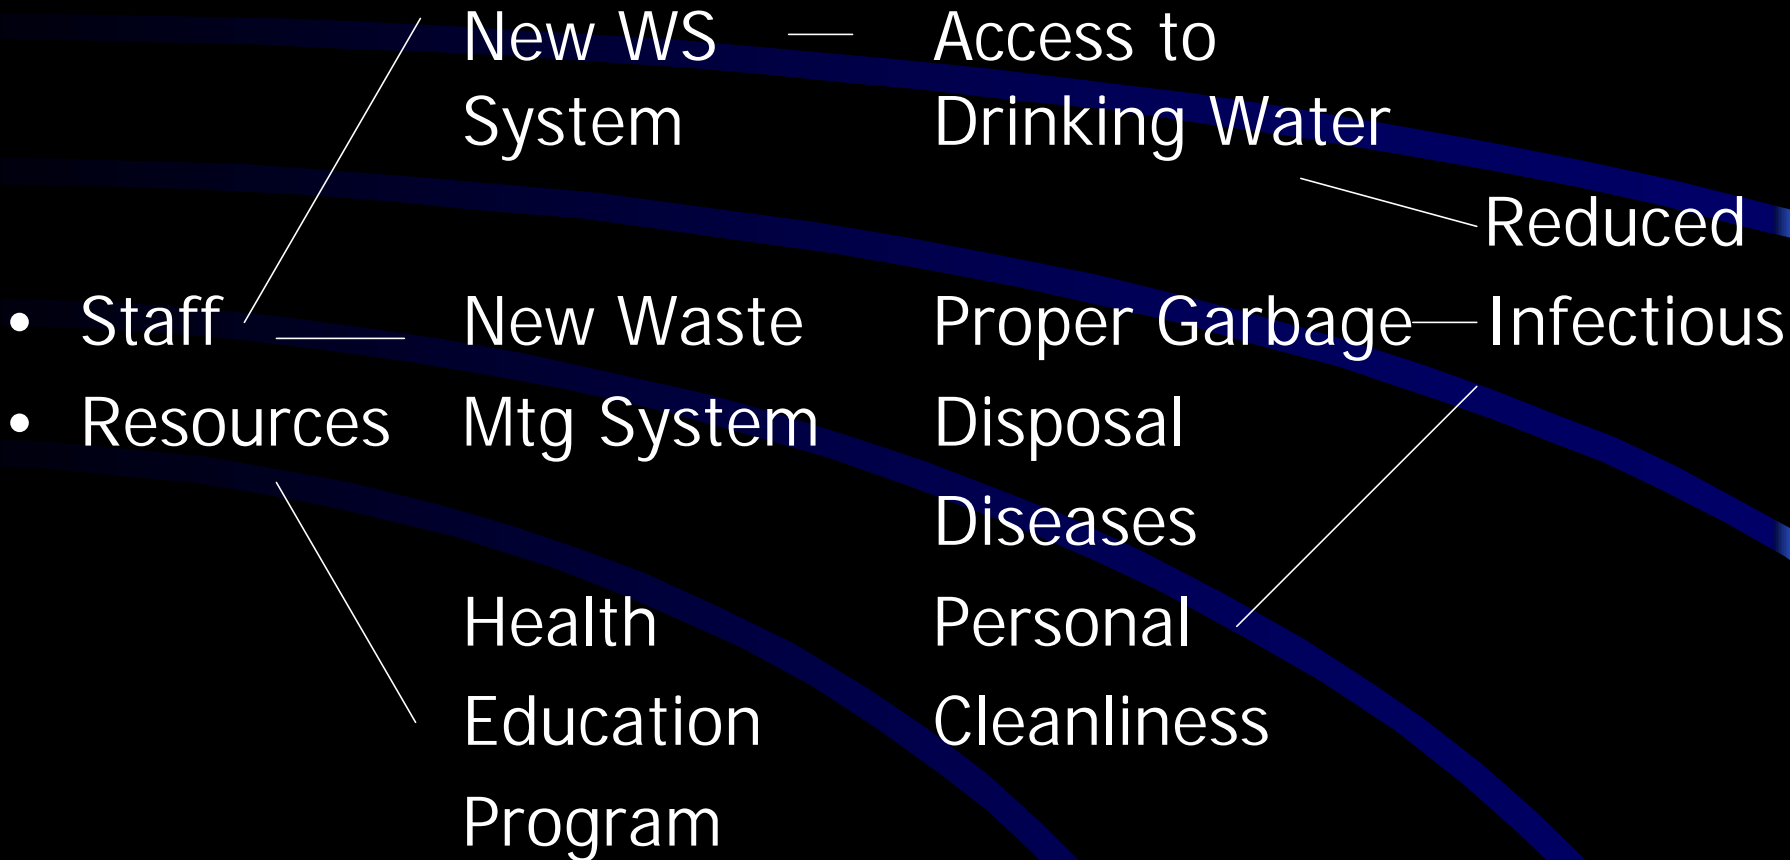 New WS Access to
System Drinking Water
Reduced
• Staff New Waste Proper Garbage Infectious
• Resources Mtg System Disposal
Diseases
Health Personal
Education Cleanliness
Program